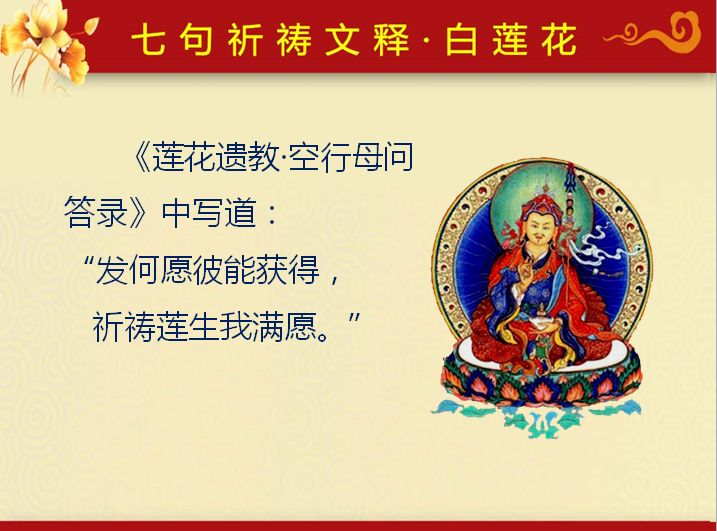 七句祈祷文释·白莲花
《莲花遗教·空行母问
答录》中写道：
“发何愿彼能获得，
祈祷莲生我满愿。”